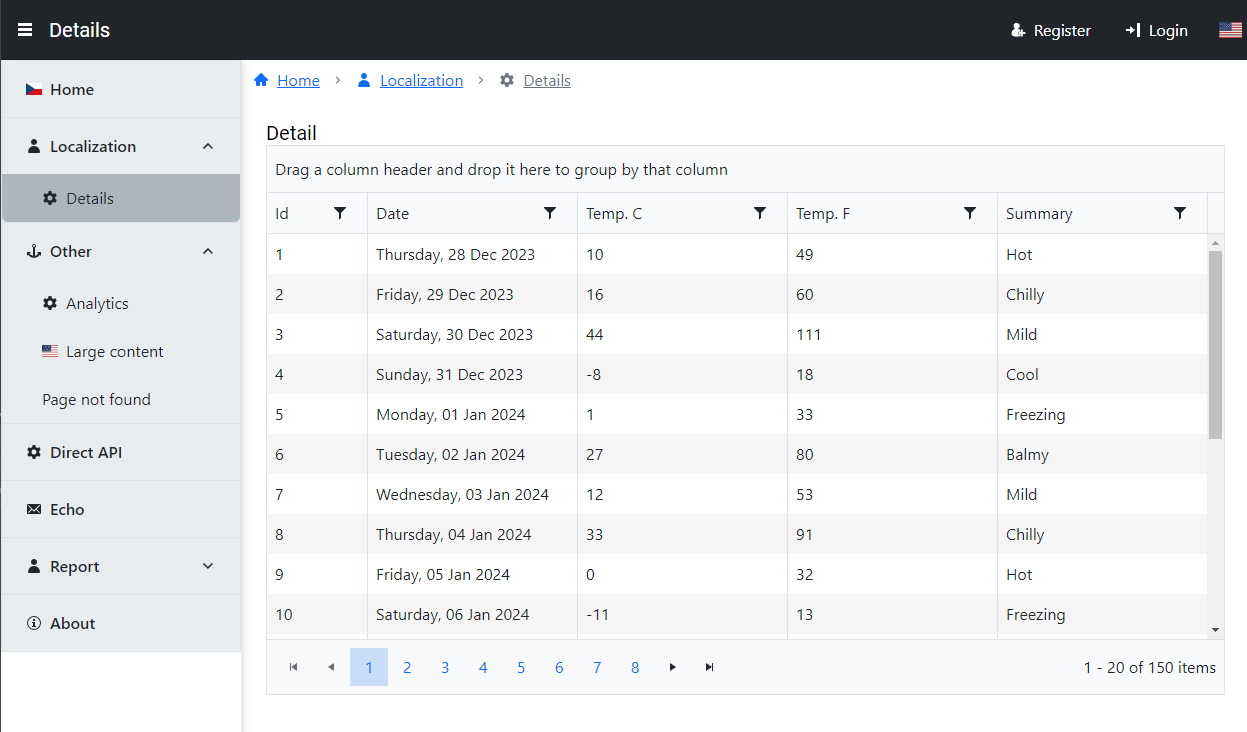 Details
Register
Login
Home
Localization
Details
Other
Analytics
Large content
Page not found
Direct API
Echo
Report
About
Home Localization Details
Detail
Drag a column header and drop it here to group by that column
Id Date Temp. C Temp. F Summary
1 Thursday, 28 Dec 2023 10 49 Hot
2 Friday, 29 Dec 2023 16 60 Chilly
3 Saturday, 30 Dec 2023 44 111 Mild
4 Sunday, 31 Dec 2023 -8 18 Cool
5 Monday, 01 Jan 2024 1 33 Freezing
6 Tuesday, 02 Jan 2024 27 80 Balmy
7 Wednesday, 03 Jan 2024 12 53 Mild
8 Thursday, 04 Jan 2024 33 91 Chilly
9 Friday, 05 Jan 2024 0 32 Hot
10 Saturday, 06 Jan 2024 -11 13 Freezing
1 2 3 4 5 6 7 8
1 - 20 of 150 items